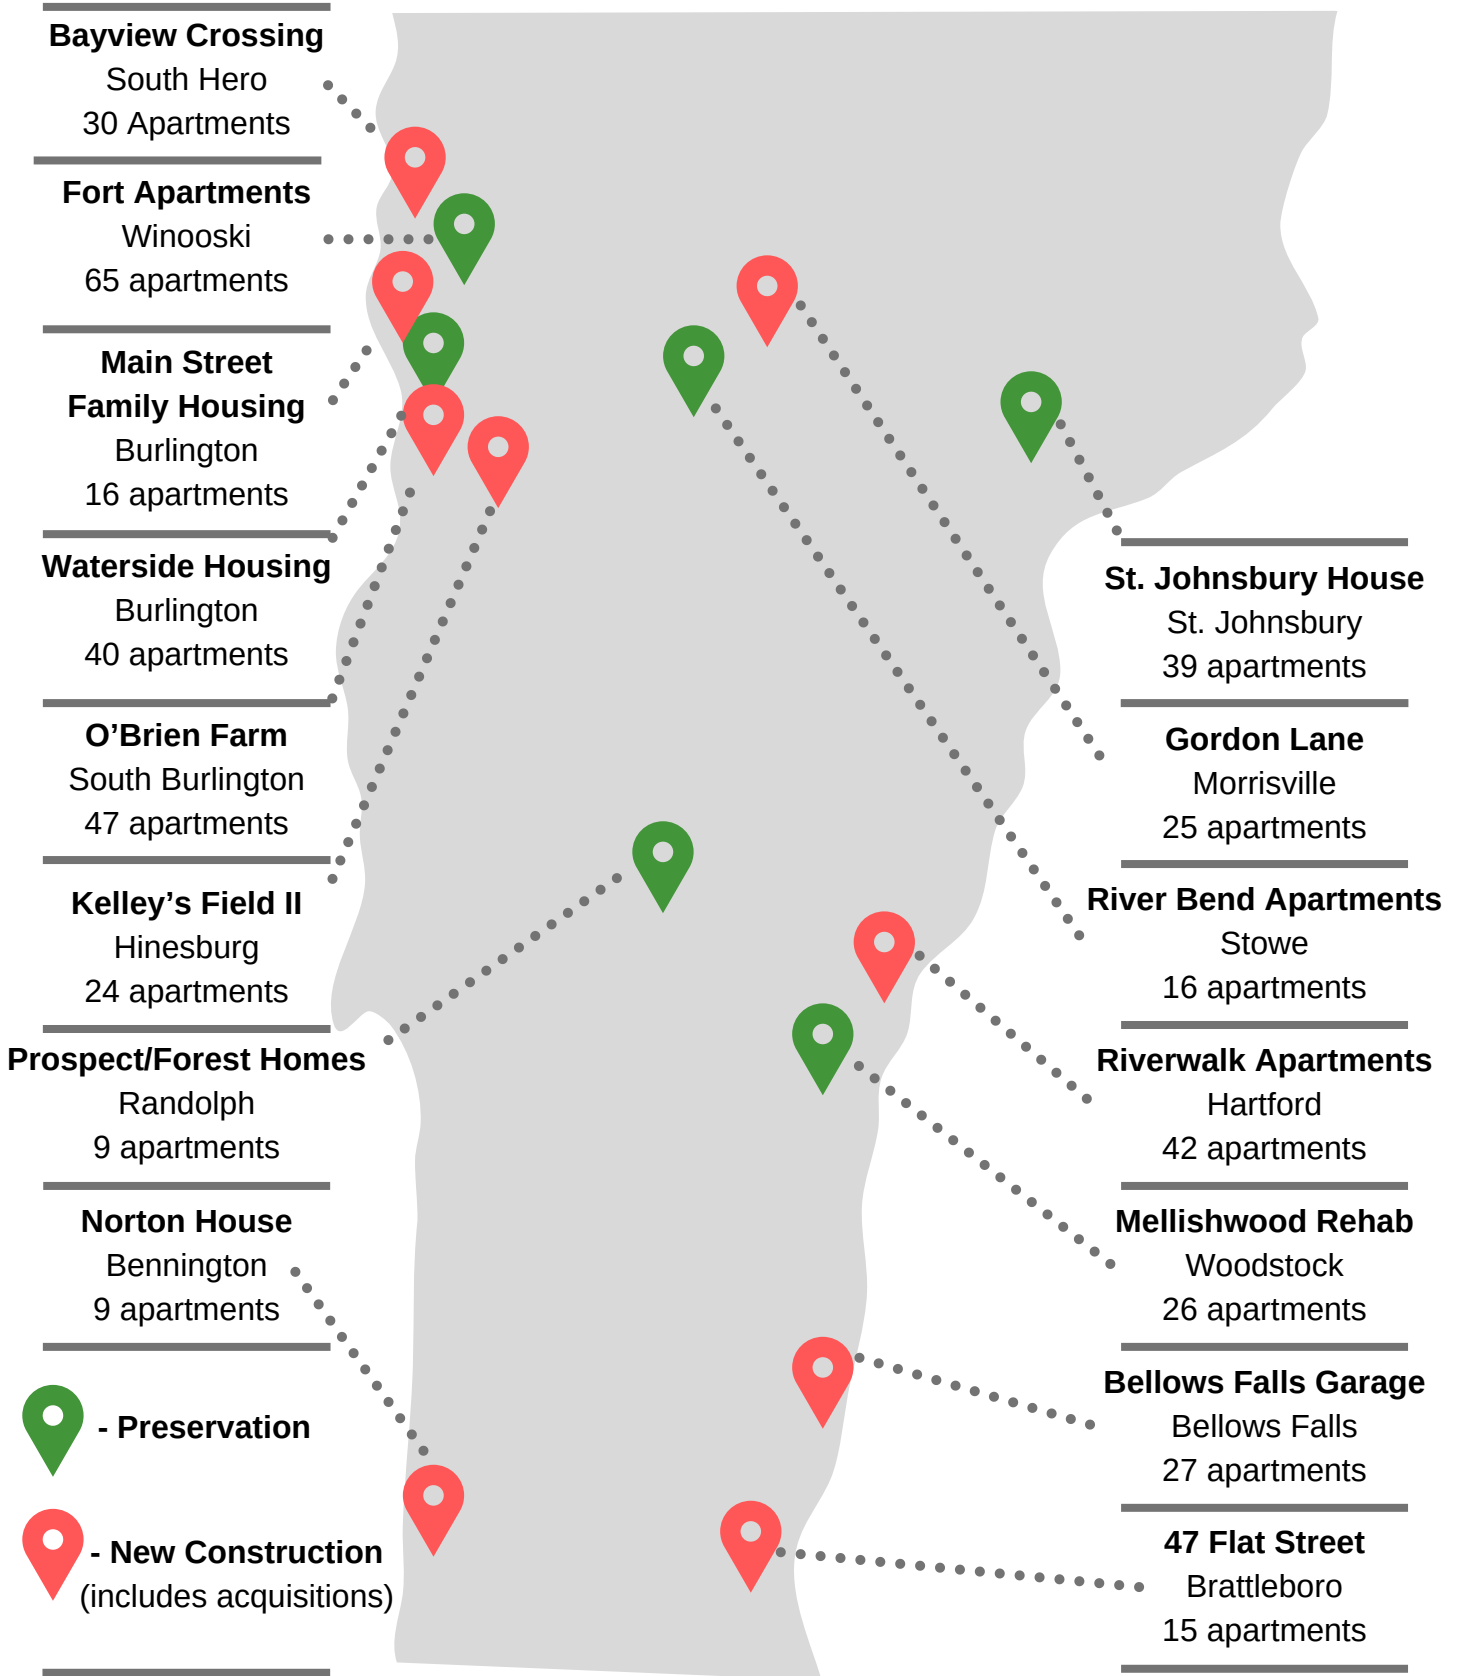 Bayview Crossing
South Hero
30 Apartments
Fort Apartments
Winooski
65 apartments
Main Street
Family Housing
Burlington
16 apartments
Waterside Housing
Burlington
40 apartments
O’Brien Farm
South Burlington
47 apartments
Kelley’s Field II
Hinesburg
24 apartments
Prospect/Forest Homes
Randolph
9 apartments
Norton House
Bennington
9 apartments
- Preservation
- New Construction
(includes acquisitions)
St. Johnsbury House
St. Johnsbury
39 apartments
Gordon Lane
Morrisville
25 apartments
River Bend Apartments
Stowe
16 apartments
Riverwalk Apartments
Hartford
42 apartments
Mellishwood Rehab
Woodstock
26 apartments
Bellows Falls Garage
Bellows Falls
27 apartments
47 Flat Street
Brattleboro
15 apartments